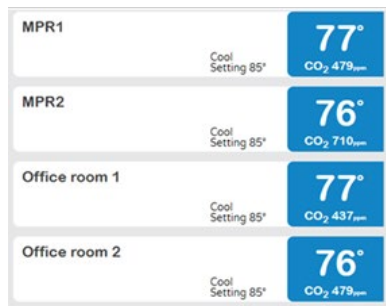 MPR1
Cool
Setting 85°
77°
CO₂ 479ppm
MPR2
Cool
Setting 85°
76°
CO₂ 710ppm
Office room 1
Cool
Setting 85°
77°
CO₂ 437ppm
Office room 2
Cool
Setting 85°
76°
CO₂ 479ppm